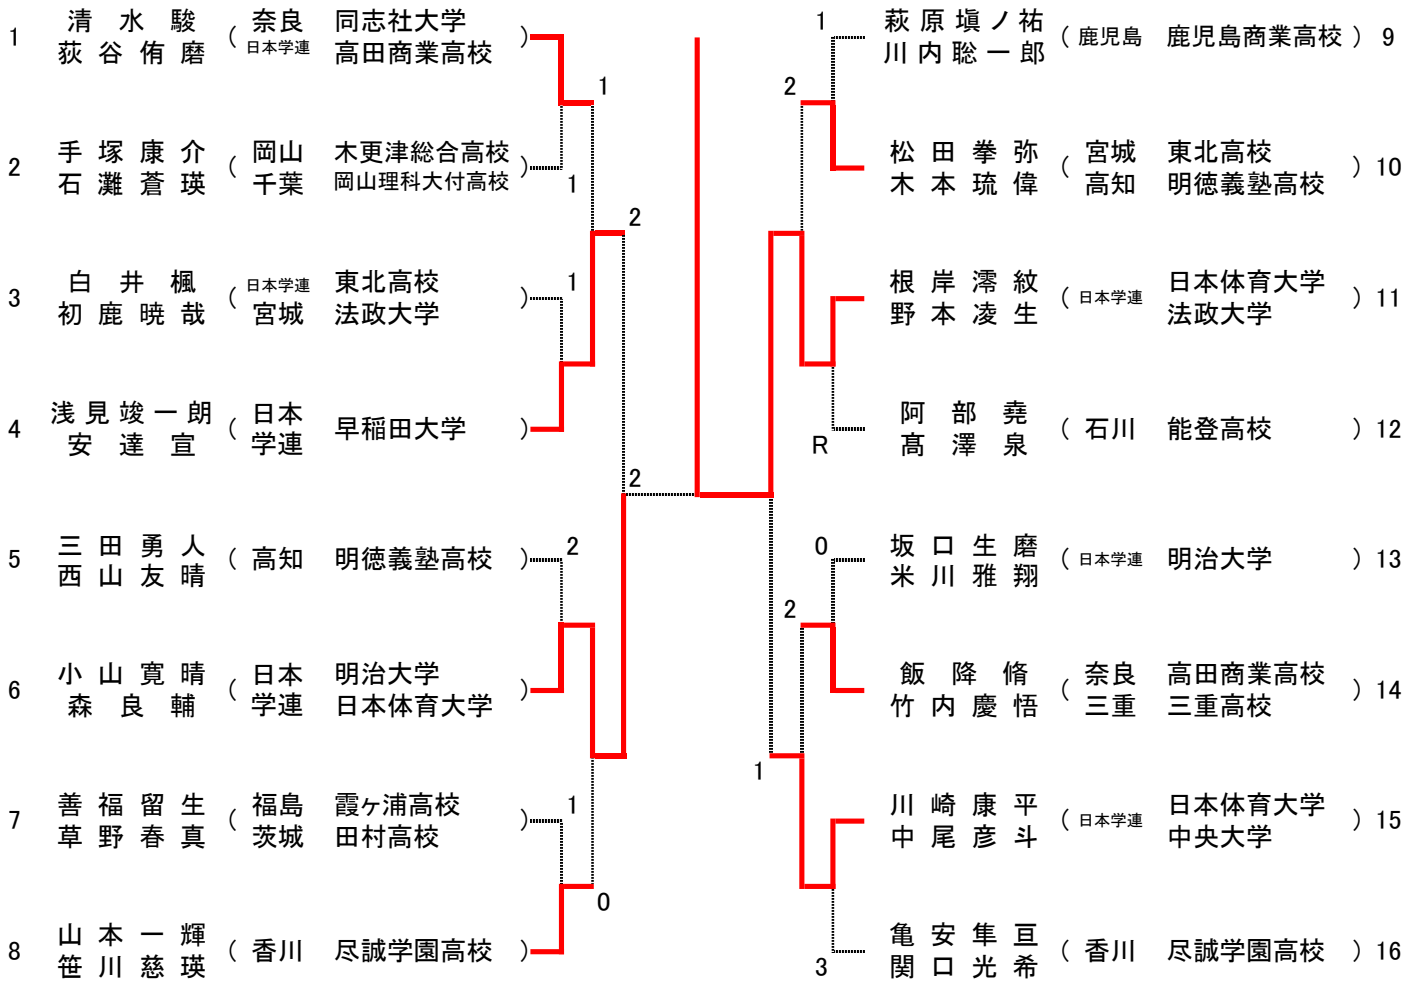 清水駿 奈良 同志社大学
1 ( )
荻谷侑磨 日本学連 高田商業高校
1
手塚康介 岡山 木更津総合高校
2 ( )
石灘蒼瑛 千葉 岡山理科大付高校
1
2
白井楓 日本学連 東北高校
3 ( ) 1
初鹿暁哉 宮城 法政大学
浅見竣一朗 日本
4 ( 早稲田大学 )
安達宣 学連
2
三田勇人
5 ( 高知 明徳義塾高校 ) 2
西山友晴
小山寛晴 日本 明治大学
6 ( )
森良輔 学連 日本体育大学
善福留生 福島 霞ヶ浦高校
7 ( ) 1
草野春真 茨城 田村高校
0
山本一輝
8 ( 香川 尽誠学園高校 )
笹川慈瑛
1 萩原塡ノ祐
( 鹿児島 鹿児島商業高校 ) 9
川内聡一郎
2
松田拳弥 宮城 東北高校
( ) 10
木本琉偉 高知 明徳義塾高校
根岸澪紋 日本体育大学
( 日本学連 ) 11
野本凌生 法政大学
阿部堯
( 石川 能登高校 ) 12
R 髙澤泉
0 坂口生磨
( 日本学連 明治大学 ) 13
米川雅翔
2
飯降脩 奈良 高田商業高校
( ) 14
竹内慶悟 三重 三重高校
1
川崎康平 日本体育大学
( 日本学連 ) 15
中尾彦斗 中央大学
亀安隼亘
( 香川 尽誠学園高校 ) 16
3 関口光希